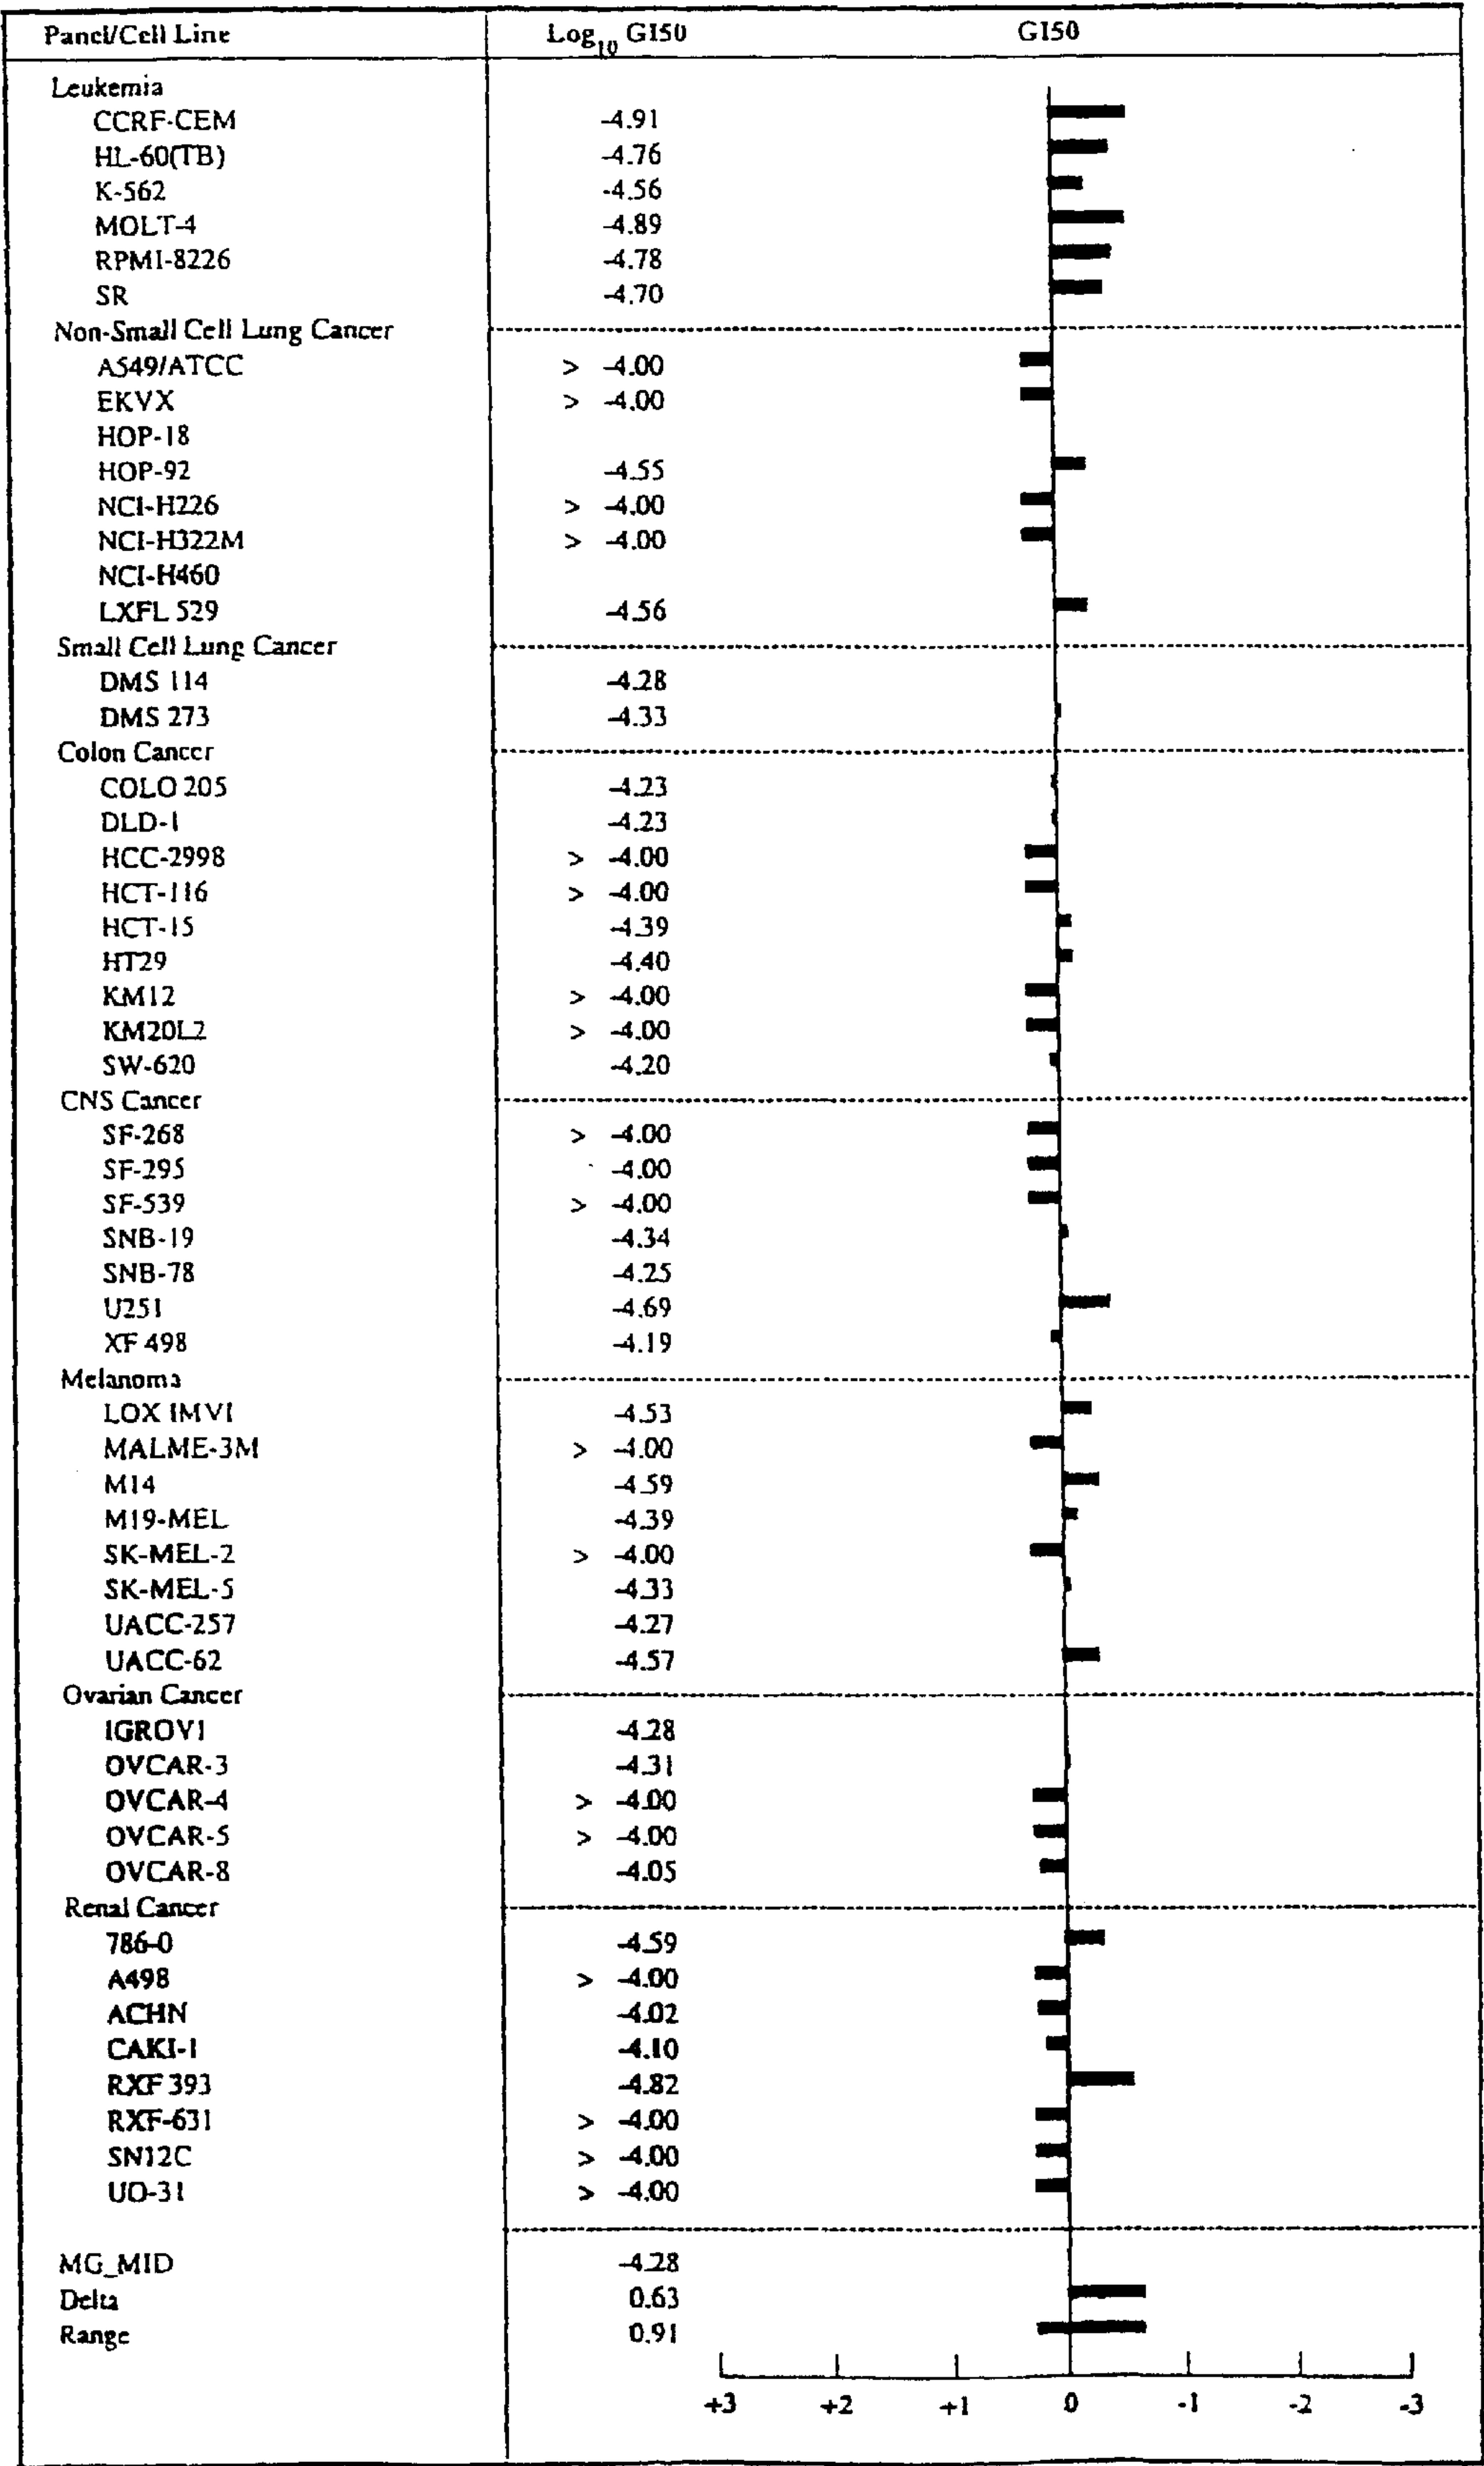 Panel/Cell Line Log10 GI50 GI50
Leukemia
CCRF-CEM -4.91
HL-60(TB) -4.76
K-562 -4.56
MOLT-4 -4.89
RPMI-8226 -4.78
SR -4.70
Non-Small Cell Lung Cancer
A549/ATCC > -4.00
EKVX > -4.00
HOP-18
HOP-92 -4.55
NCI-H226 > -4.00
NCI-H322M > -4.00
NCI-H460
LXFL 529 -4.56
Small Cell Lung Cancer
DMS 114 -4.28
DMS 273 -4.33
Colon Cancer
COLO 205 -4.23
DLD-1 -4.23
HCC-2998 > -4.00
HCT-116 > -4.00
HCT-15 -4.39
HT29 -4.40
KM12 > -4.00
KM20L2 > -4.00
SW-620 -4.20
CNS Cancer
SF-268 > -4.00
SF-295 -4.00
SF-539 > -4.00
SNB-19 -4.34
SNB-78 -4.25
U251 -4.69
XF 498 -4.19
Melanoma
LOX IMVI -4.53
MALME-3M > -4.00
M14 -4.59
M19-MEL -4.39
SK-MEL-2 > -4.00
SK-MEL-5 -4.33
UACC-257 -4.27
UACC-62 -4.57
Ovarian Cancer
IGROV1 -4.28
OVCAR-3 -4.31
OVCAR-4 > -4.00
OVCAR-5 > -4.00
OVCAR-8 -4.05
Renal Cancer
786-0 -4.59
A498 > -4.00
ACHN -4.02
CAKI-1 -4.10
RXF 393 -4.82
RXF-631 > -4.00
SN12C > -4.00
UO-31 > -4.00
MG_MID -4.28
Delta 0.63
Range 0.91
+3 +2 +1 0 -1 -2 -3